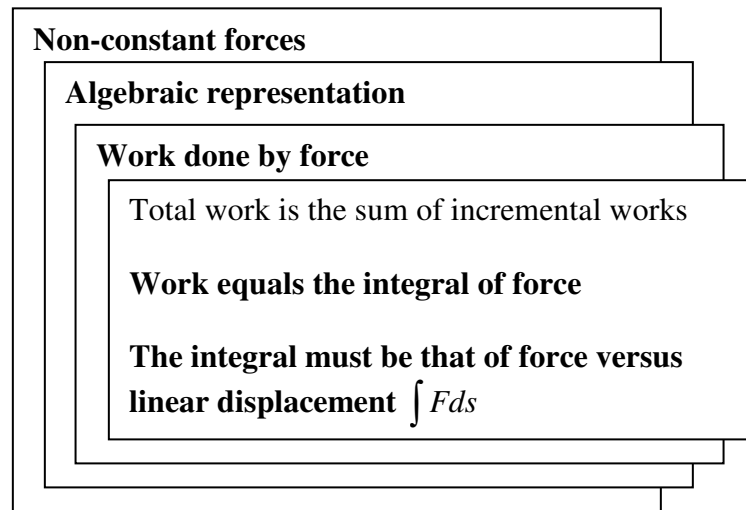 Non-constant forces
Algebraic representation
Work done by force
Total work is the sum of incremental works
Work equals the integral of force
The integral must be that of force versus
linear displacement ∫ Fds